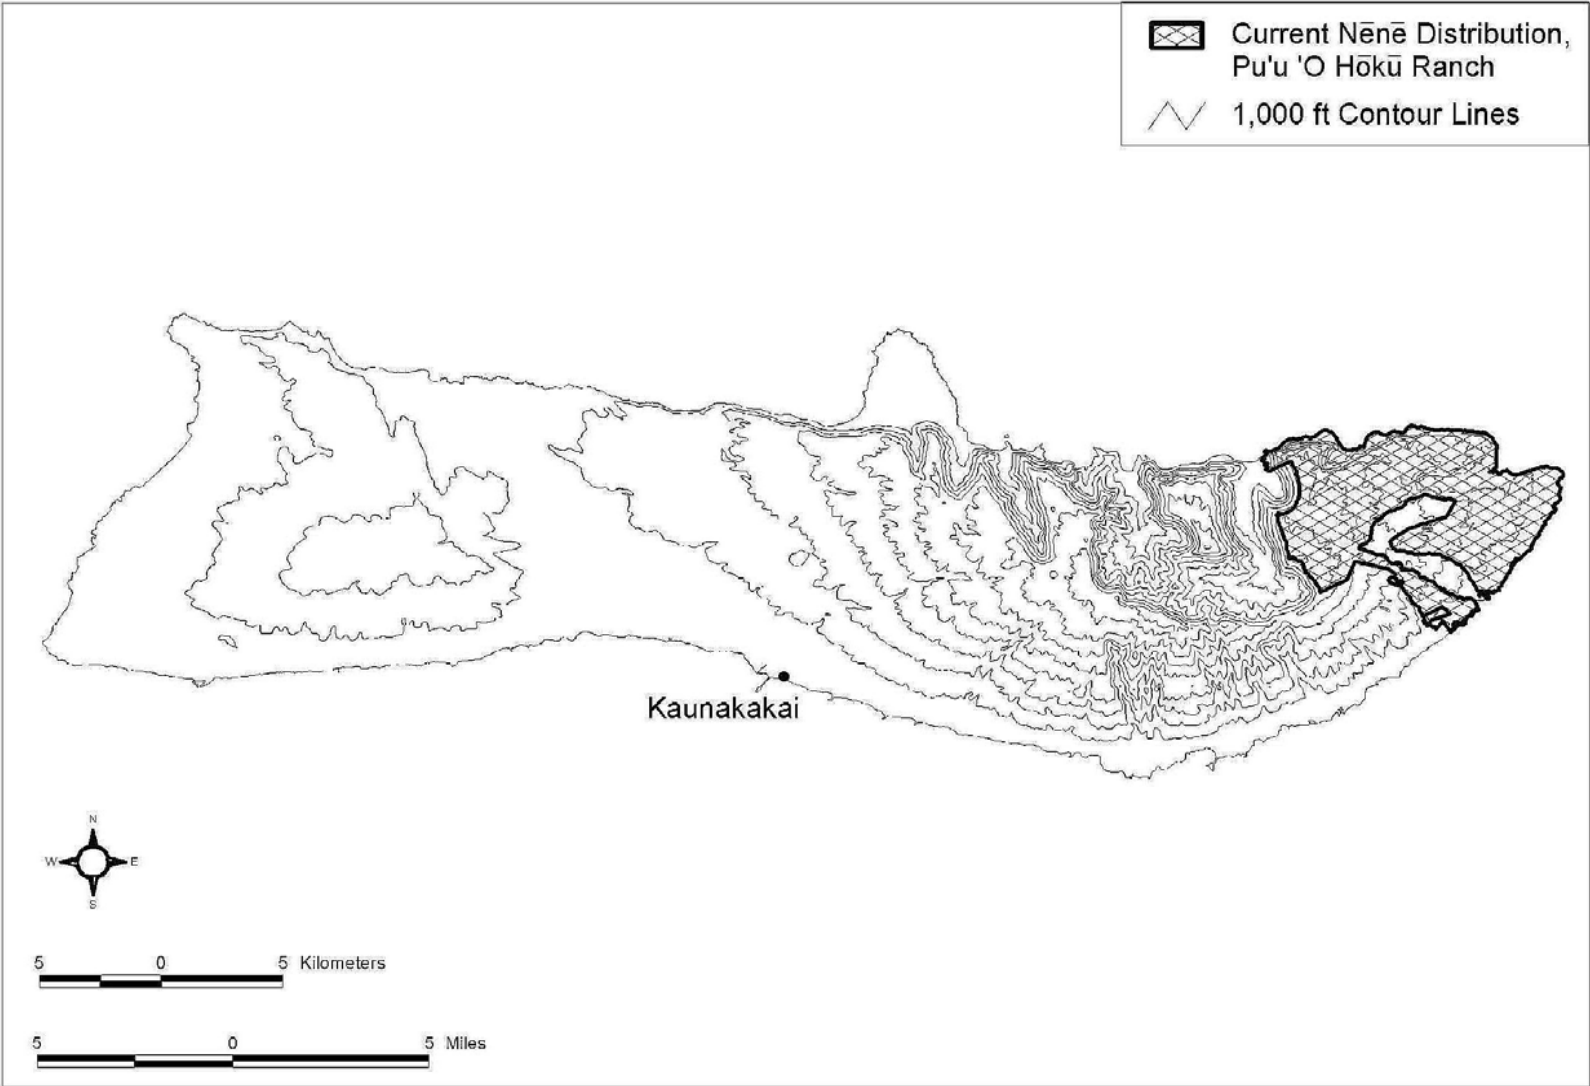 Current Nēnē Distribution,
Pu'u 'O Hōkū Ranch
1,000 ft Contour Lines
Kaunakakai
N
W E
S
5 0 5 Kilometers
5 0 5 Miles